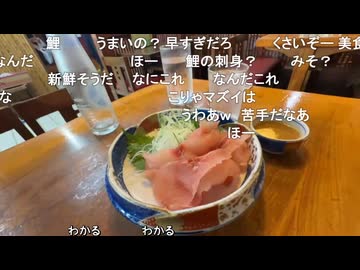 鯉 うまいの？ 早すぎだろ くさいぞー 美食
なんだ ほー 鯉の刺身？ みそ？
新鮮そうだ なにこれ なんだこれ
な こりゃマズイは
うわあｗ 苦手だなあ
ほー
わかる わかる